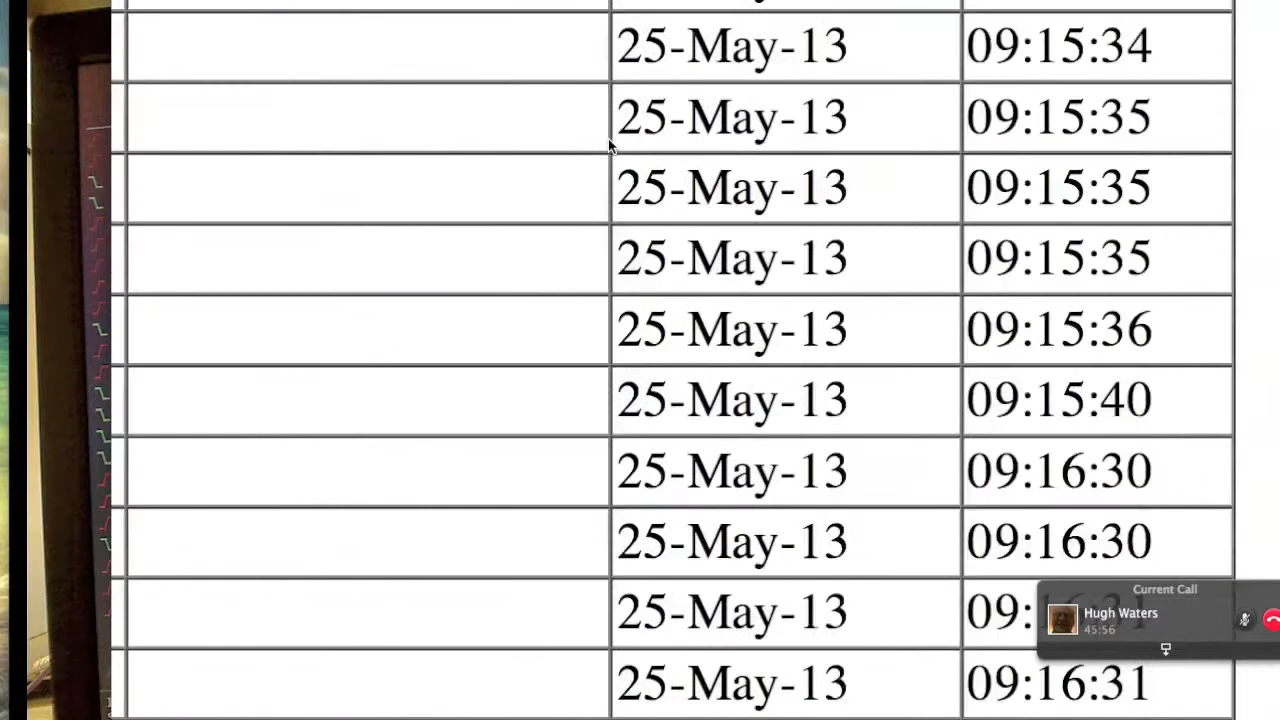 25-May-13 09:15:34
25-May-13 09:15:35
25-May-13 09:15:35
25-May-13 09:15:35
25-May-13 09:15:36
25-May-13 09:15:40
25-May-13 09:16:30
25-May-13 09:16:30
25-May-13 09:16:31
25-May-13 09:16:31
Current Call
Hugh Waters
45:56